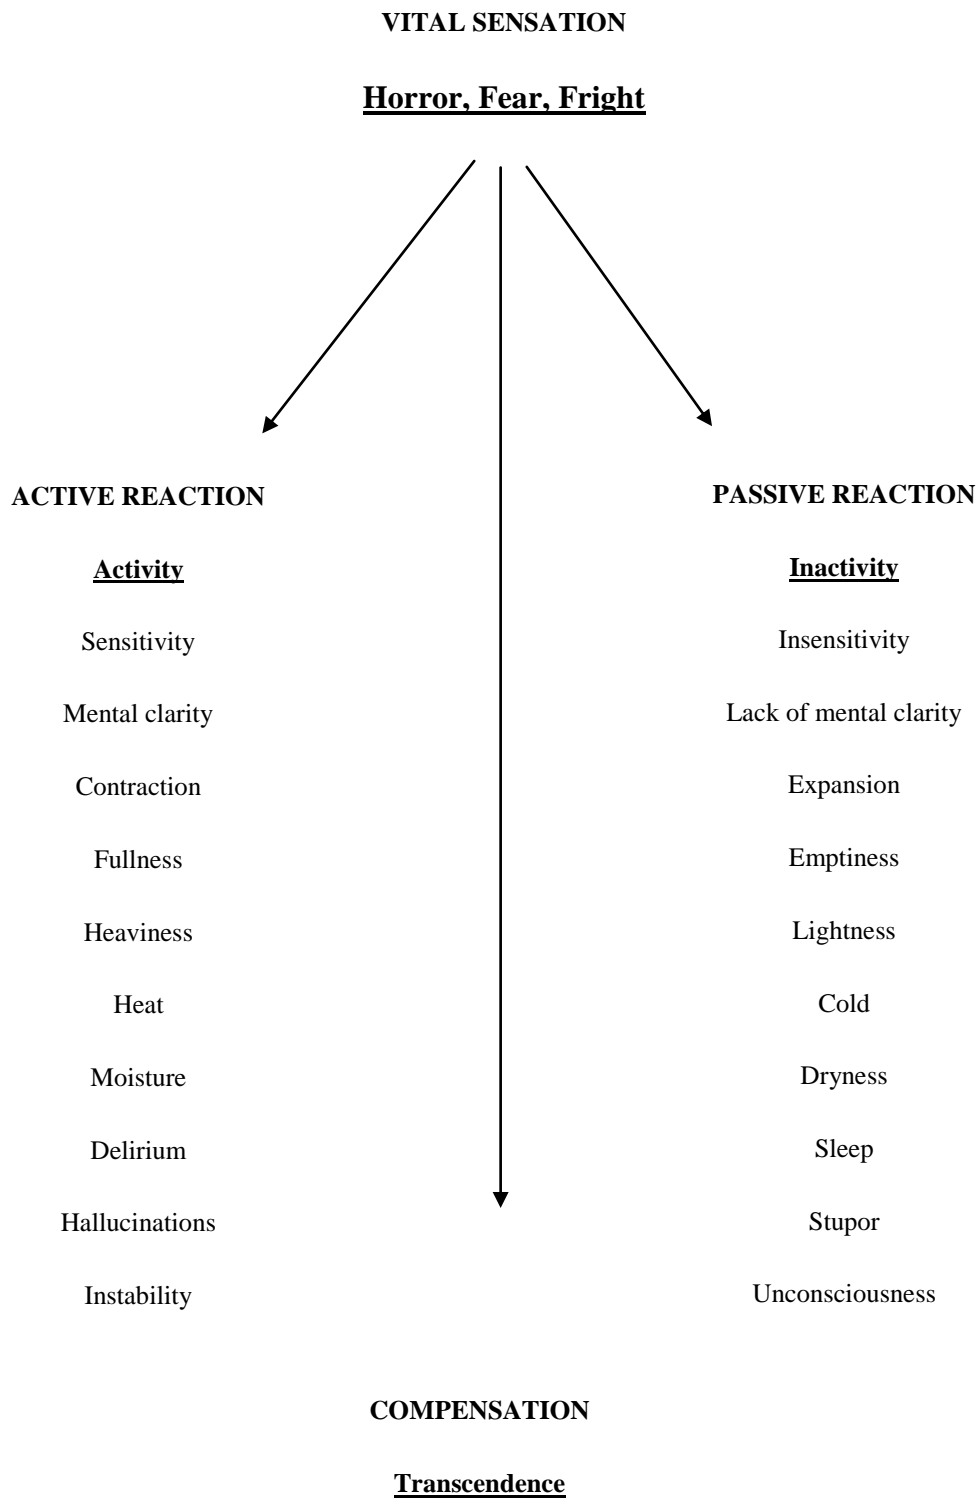 VITAL SENSATION
Horror, Fear, Fright
ACTIVE REACTION
Activity
Sensitivity
Mental clarity
Contraction
Fullness
Heaviness
Heat
Moisture
Delirium
Hallucinations
Instability
PASSIVE REACTION
Inactivity
Insensitivity
Lack of mental clarity
Expansion
Emptiness
Lightness
Cold
Dryness
Sleep
Stupor
Unconsciousness
COMPENSATION
Transcendence